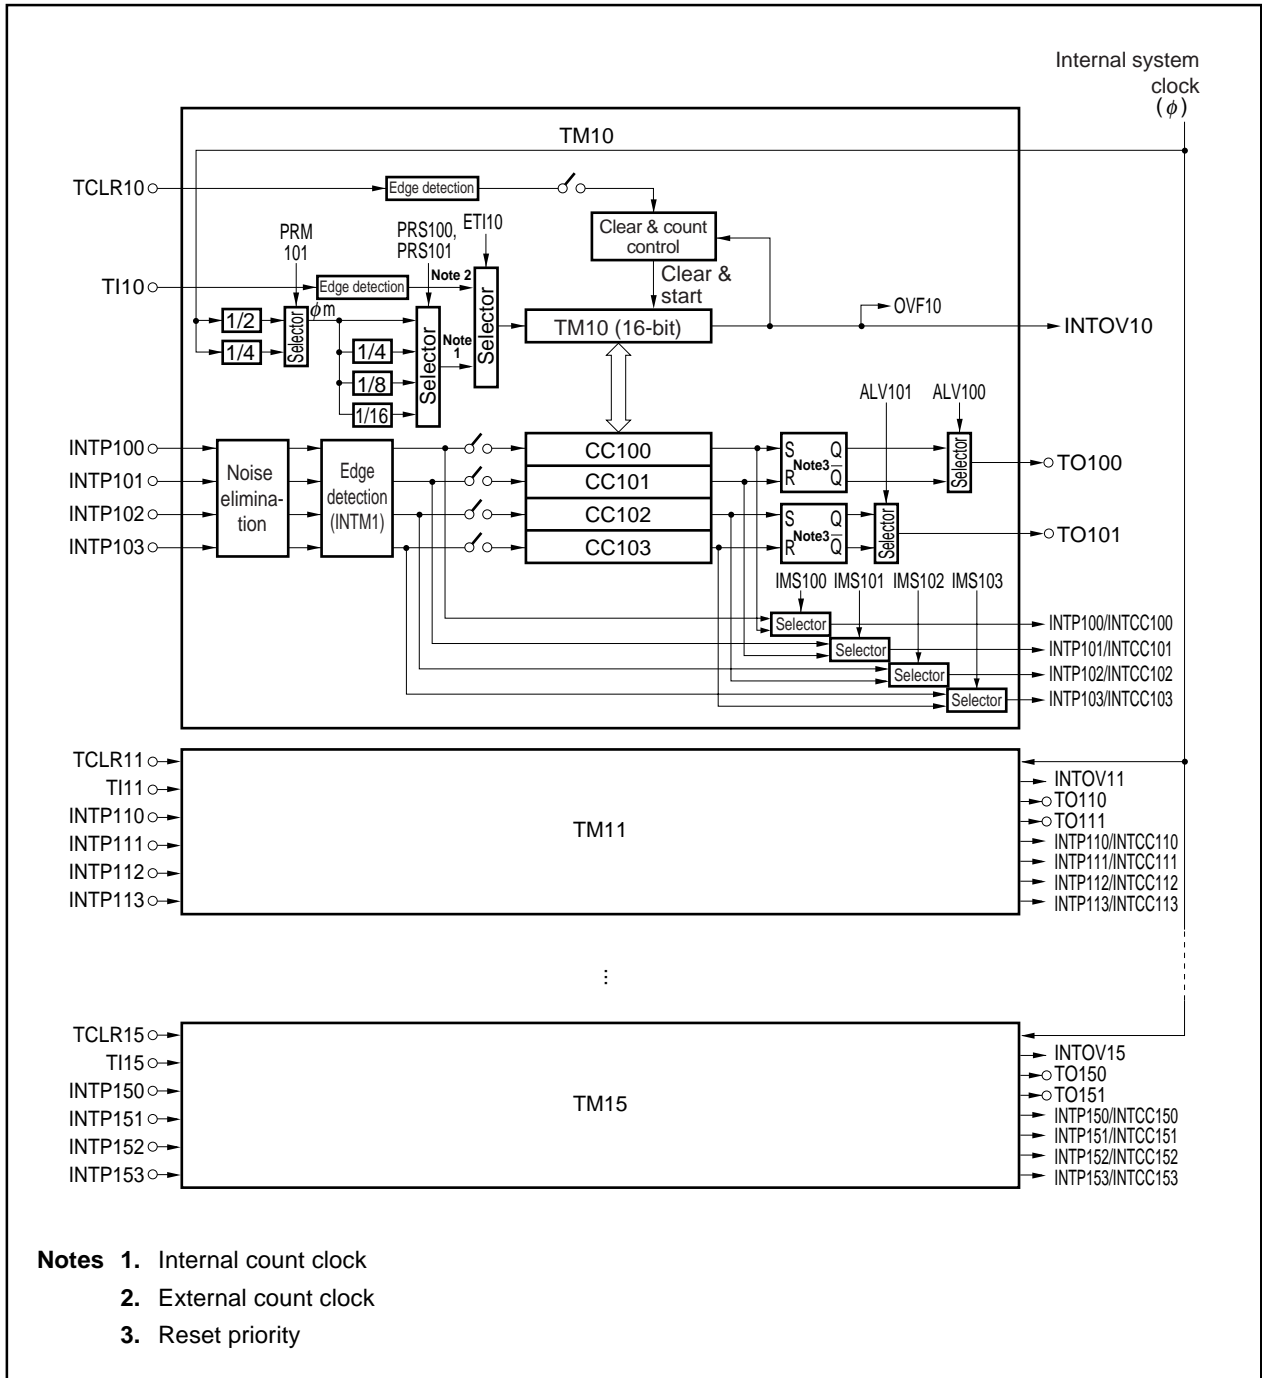 Internal system
clock
(ϕ)
TM10
TCLR10
Edge detection
PRM
101
PRS100,
PRS101
ETI10
Clear & count
control
TI10
Edge detection
Note 2
Clear &
start
OVF10
1/2
1/4
Selector
ϕm
1/4
1/8
1/16
Selector
Note
1
Selector
TM10 (16-bit)
INTOV10
ALV101
ALV100
INTP100
INTP101
INTP102
INTP103
Noise
elimina-
tion
Edge
detection
(INTM1)
CC100
CC101
CC102
CC103
S Q
Note3
R Q
Selector
TO100
S Q
Note3
R Q
Selector
TO101
IMS100 IMS101 IMS102 IMS103
Selector
INTP100/INTCC100
Selector
INTP101/INTCC101
Selector
INTP102/INTCC102
Selector
INTP103/INTCC103
TCLR11
TI11
INTP110
INTP111
INTP112
INTP113
TM11
INTOV11
TO110
TO111
INTP110/INTCC110
INTP111/INTCC111
INTP112/INTCC112
INTP113/INTCC113
...
TCLR15
TI15
INTP150
INTP151
INTP152
INTP153
TM15
INTOV15
TO150
TO151
INTP150/INTCC150
INTP151/INTCC151
INTP152/INTCC152
INTP153/INTCC153
Notes 1. Internal count clock
2. External count clock
3. Reset priority